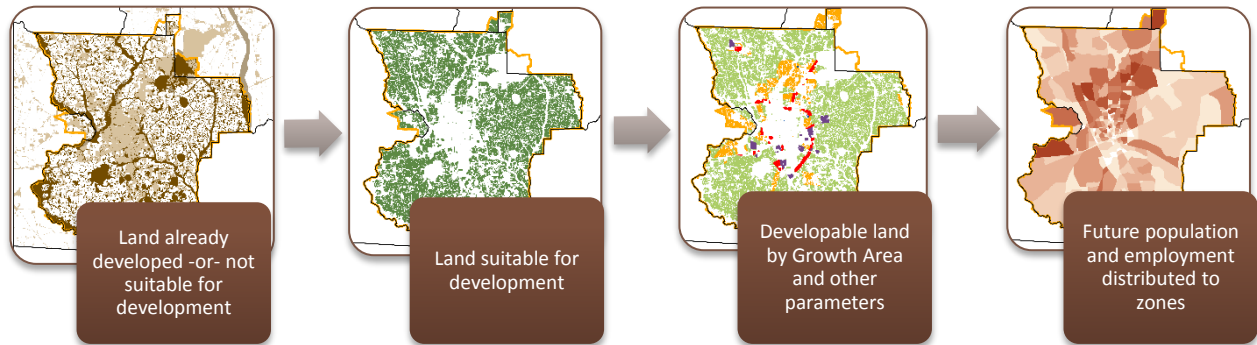 Land already
developed -or- not
suitable for
development
Land suitable for
development
Developable land
by Growth Area
and other
parameters
Future population
and employment
distributed to
zones